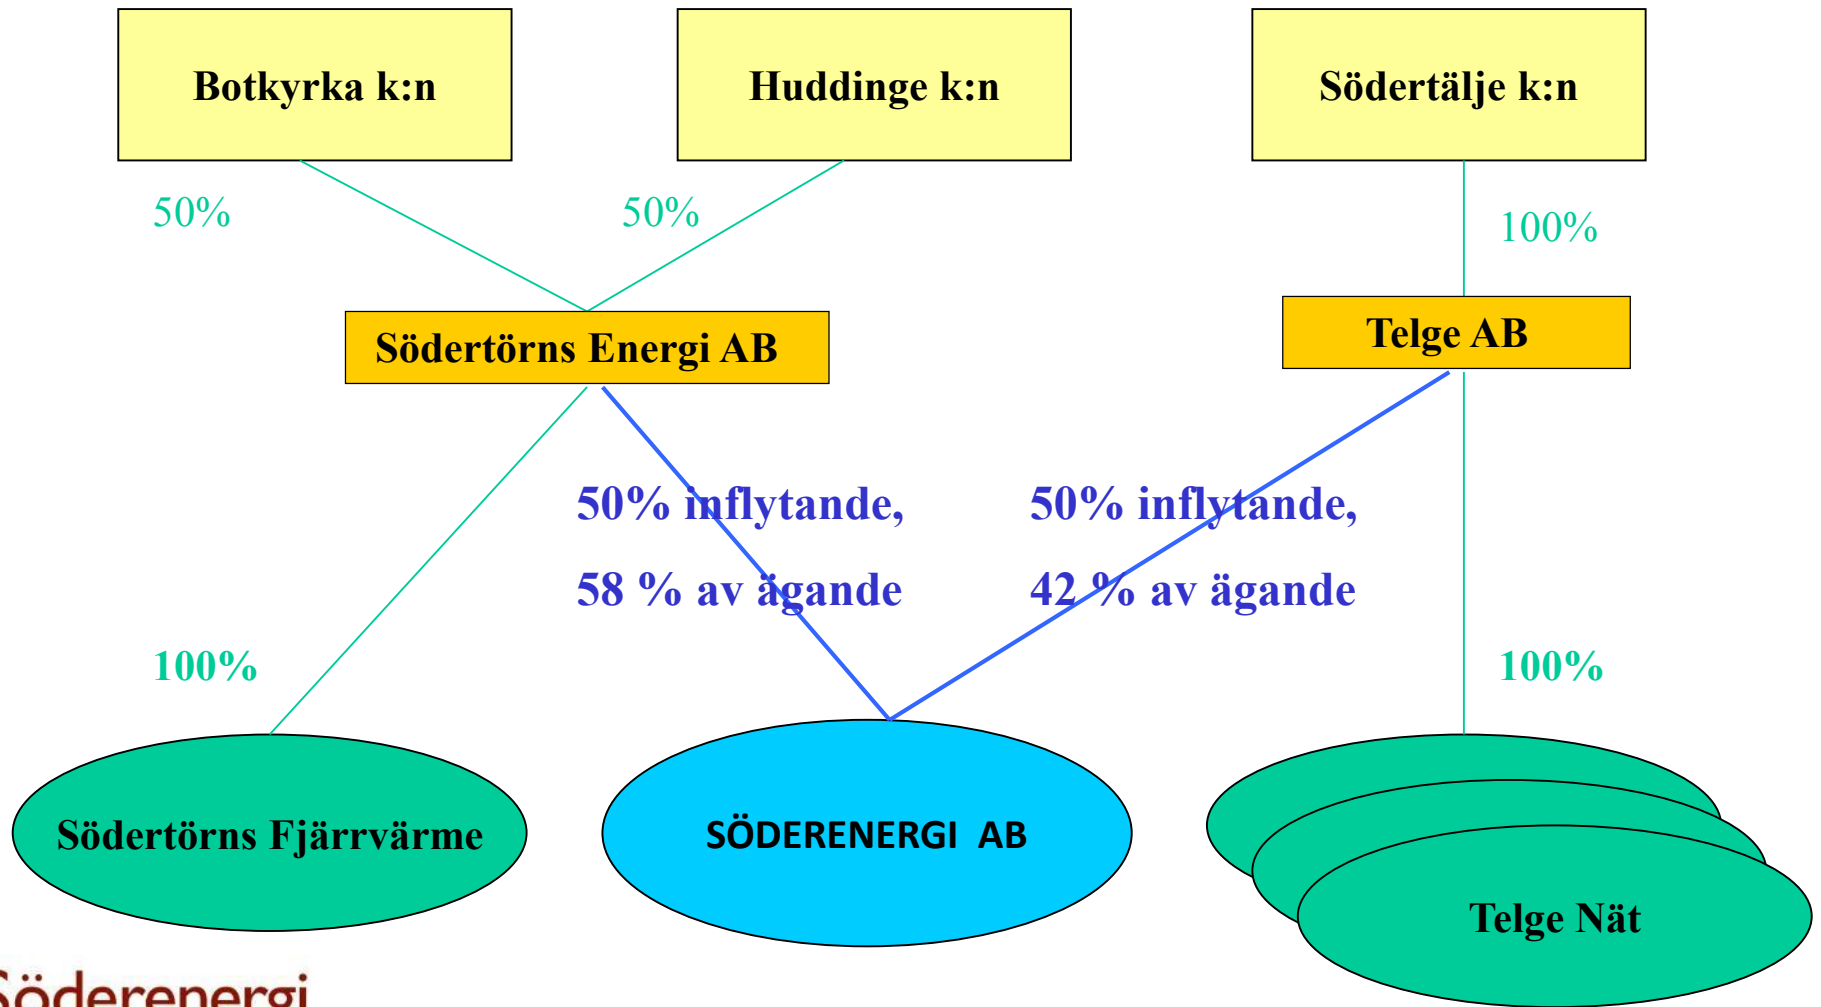 Botkyrka k:n
Huddinge k:n
Södertälje k:n
50%
50%
100%
Södertörns Energi AB
Telge AB
50% inflytande,
58 % av ägande
50% inflytande,
42 % av ägande
100%
100%
Södertörns Fjärrvärme
SÖDERENERGI AB
Telge Nät
Söderenergi